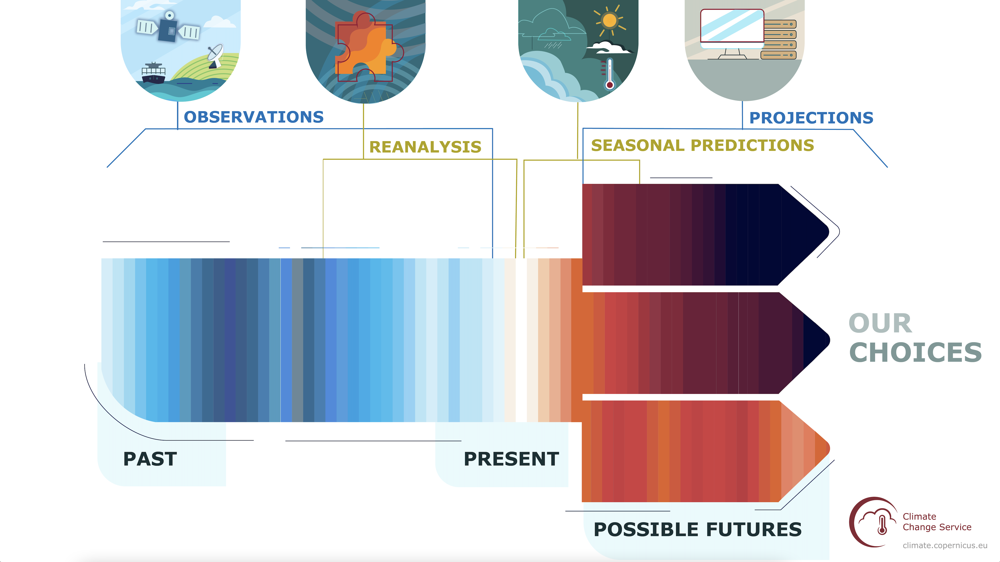 OBSERVATIONS
PROJECTIONS
REANALYSIS
SEASONAL PREDICTIONS
OUR
CHOICES
PAST
PRESENT
POSSIBLE FUTURES
Climate
Change Service
climate.copernicus.eu